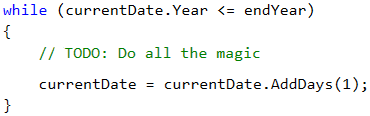 while (currentDate.Year <= endYear)
{
// TODO: Do all the magic
currentDate = currentDate.AddDays(1);
}